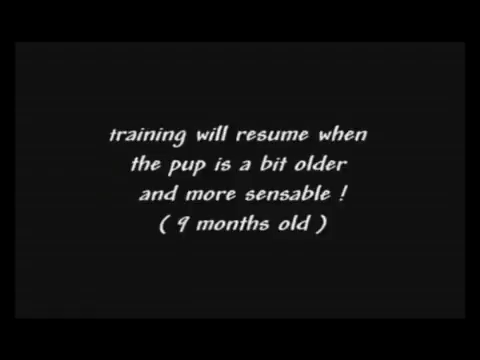 training will resume when
the pup is a bit older
and more sensable !
( 9 months old )